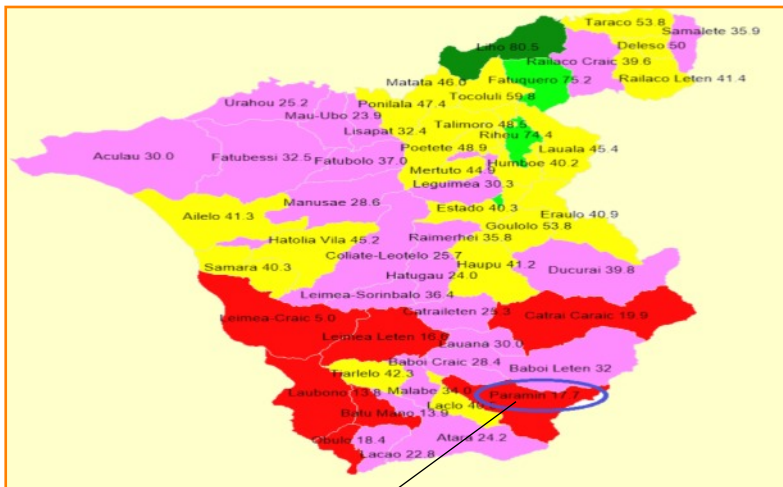 Taraco 53.8
Samalete 35.9
Liho 80.5
Deleso 50
Railaco Craic 39.6
Matata 46.0
Fatuquero 75.2
Railaco Leten 41.4
Urahou 25.2
Ponilala 47.4
Tocoluli 59.8
Mau-Ubo 23.9
Lisapat 32.4
Talimoro 48.5
Riheu 74.4
Aculau 30.0
Fatubessi 32.5
Fatubolo 37.0
Poetete 48.9
Lauala 45.4
Mertuto 44.9
Humboe 40.2
Leguimea 30.3
Manusae 28.6
Ailelo 41.3
Estado 40.3
Eraulo 40.9
Goulolo 53.8
Hatolia Vila 45.2
Raimerhei 35.8
Coliate-Leotelo 25.7
Samara 40.3
Haupu 41.2
Ducurai 39.8
Hatugau 24.0
Leimea-Sorinbalo 36.4
Leimea-Craic 5.0
Catraileten 25.3
Catrai Caraic 19.9
Leimea Leten
Lauana 30.0
Baboi Craic 28.4
Baboi Leten 32
Darlelo 42.3
Laubono 13.8
Malabe 34.0
Paramin 17.7
Laclo
Batu Mano 13.9
Obulo 18.4
Atara 24.2
Lacao 22.8